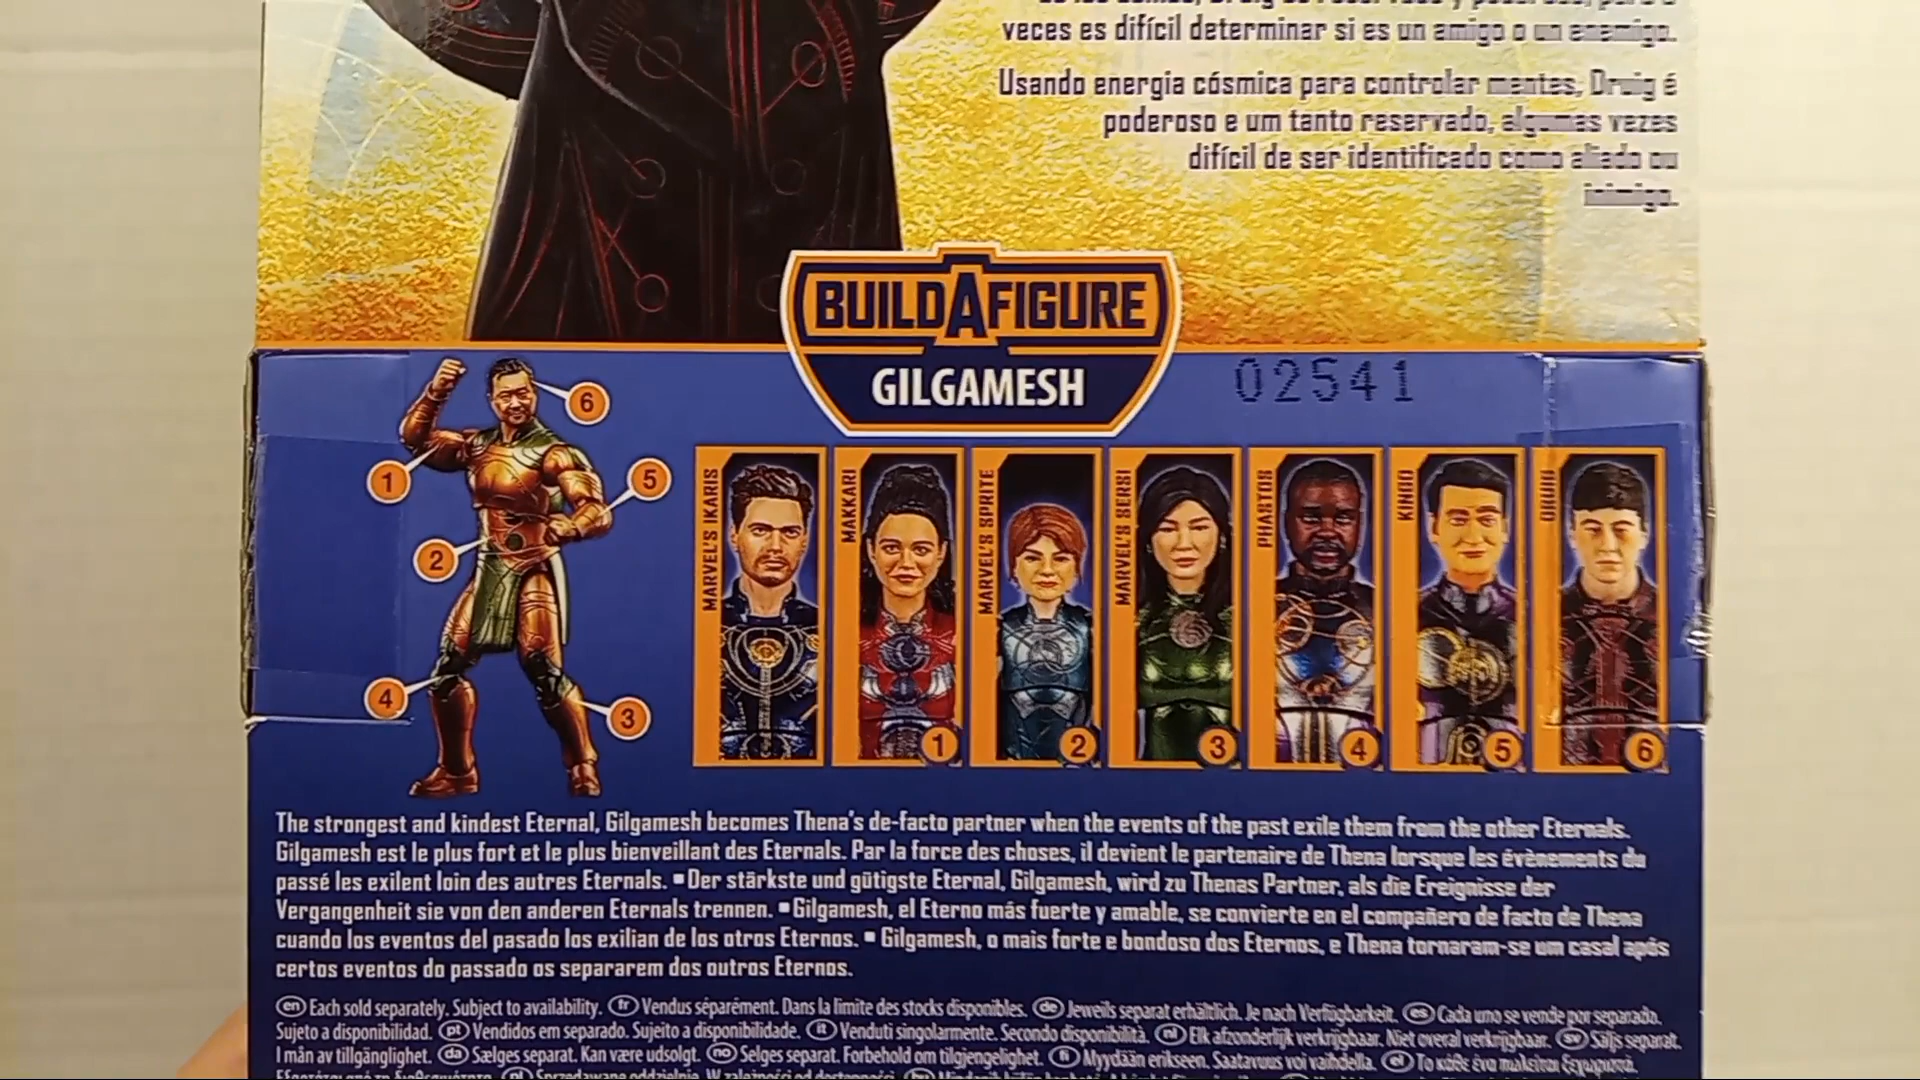 veces es difícil determinar si es un amigo o un enemigo.
Usando energia cósmica para controlar mentes, Druig é
poderoso e um tanto reservado, algumas vezes
difícil de ser identificado como aliado ou
inimigo.
BUILD A FIGURE
GILGAMESH
02541
6
1
5
2
4
3
MARVEL'S IKARIS
MAKKARI
1
MARVEL'S SPRITE
2
MARVEL'S SERSI
3
PHASTOS
4
KINGO
5
DRUIG
6
The strongest and kindest Eternal, Gilgamesh becomes Thena's de-facto partner when the events of the past exile them from the other Eternals.
Gilgamesh est le plus fort et le plus bienveillant des Eternals. Par la force des choses, il devient le partenaire de Thena lorsque les évènements du
passé les exilent loin des autres Eternals. ▪ Der stärkste und gütigste Eternal, Gilgamesh, wird zu Thenas Partner, als die Ereignisse der
Vergangenheit sie von den anderen Eternals trennen. ▪ Gilgamesh, el Eterno más fuerte y amable, se convierte en el compañero de facto de Thena
cuando los eventos del pasado los exilian de los otros Eternos. ▪ Gilgamesh, o mais forte e bondoso dos Eternos, e Thena tornaram-se um casal após
certos eventos do passado os separarem dos outros Eternos.
en Each sold separately. Subject to availability. fr Vendus séparément. Dans la limite des stocks disponibles. de Jeweils separat erhältlich. Je nach Verfügbarkeit. es Cada uno se vende por separado.
Sujeto a disponibilidad. pt Vendidos em separado. Sujeito a disponibilidade. it Venduti singolarmente. Secondo disponibilità. nl Elk afzonderlijk verkrijgbaar. Niet overal verkrijgbaar. sv Säljs separat.
I mån av tillgänglighet. da Sælges separat. Kan være udsolgt. no Selges separat. Forbehold om tilgjengelighet. fi Myydään erikseen. Saatavuus voi vaihdella. el Το κάθε ένα πωλείται ξεχωριστά.